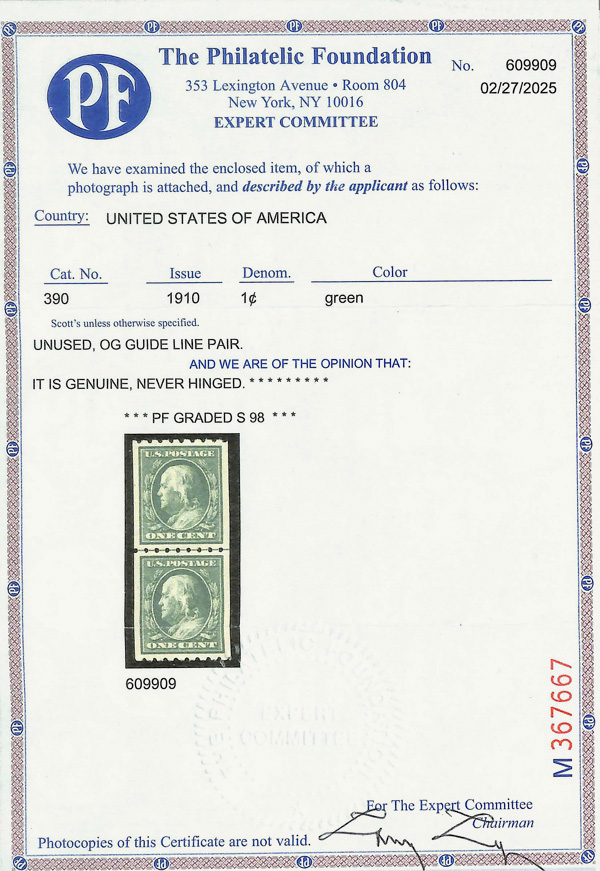 PF
The Philatelic Foundation
No. 609909
353 Lexington Avenue • Room 804
02/27/2025
New York, NY 10016
EXPERT COMMITTEE
We have examined the enclosed item, of which a
photograph is attached, and described by the applicant as follows:
Country: UNITED STATES OF AMERICA
Cat. No. Issue Denom. Color
390 1910 1¢ green
Scott's unless otherwise specified.
UNUSED, OG GUIDE LINE PAIR.
AND WE ARE OF THE OPINION THAT:
IT IS GENUINE, NEVER HINGED. * * * * * * * * *
* * * PF GRADED S 98 * * *
U.S. POSTAGE
ONE CENT
U.S. POSTAGE
ONE CENT
609909
EXPERT
COMMITTEE
M 367667
For The Expert Committee
Chairman
Photocopies of this Certificate are not valid.